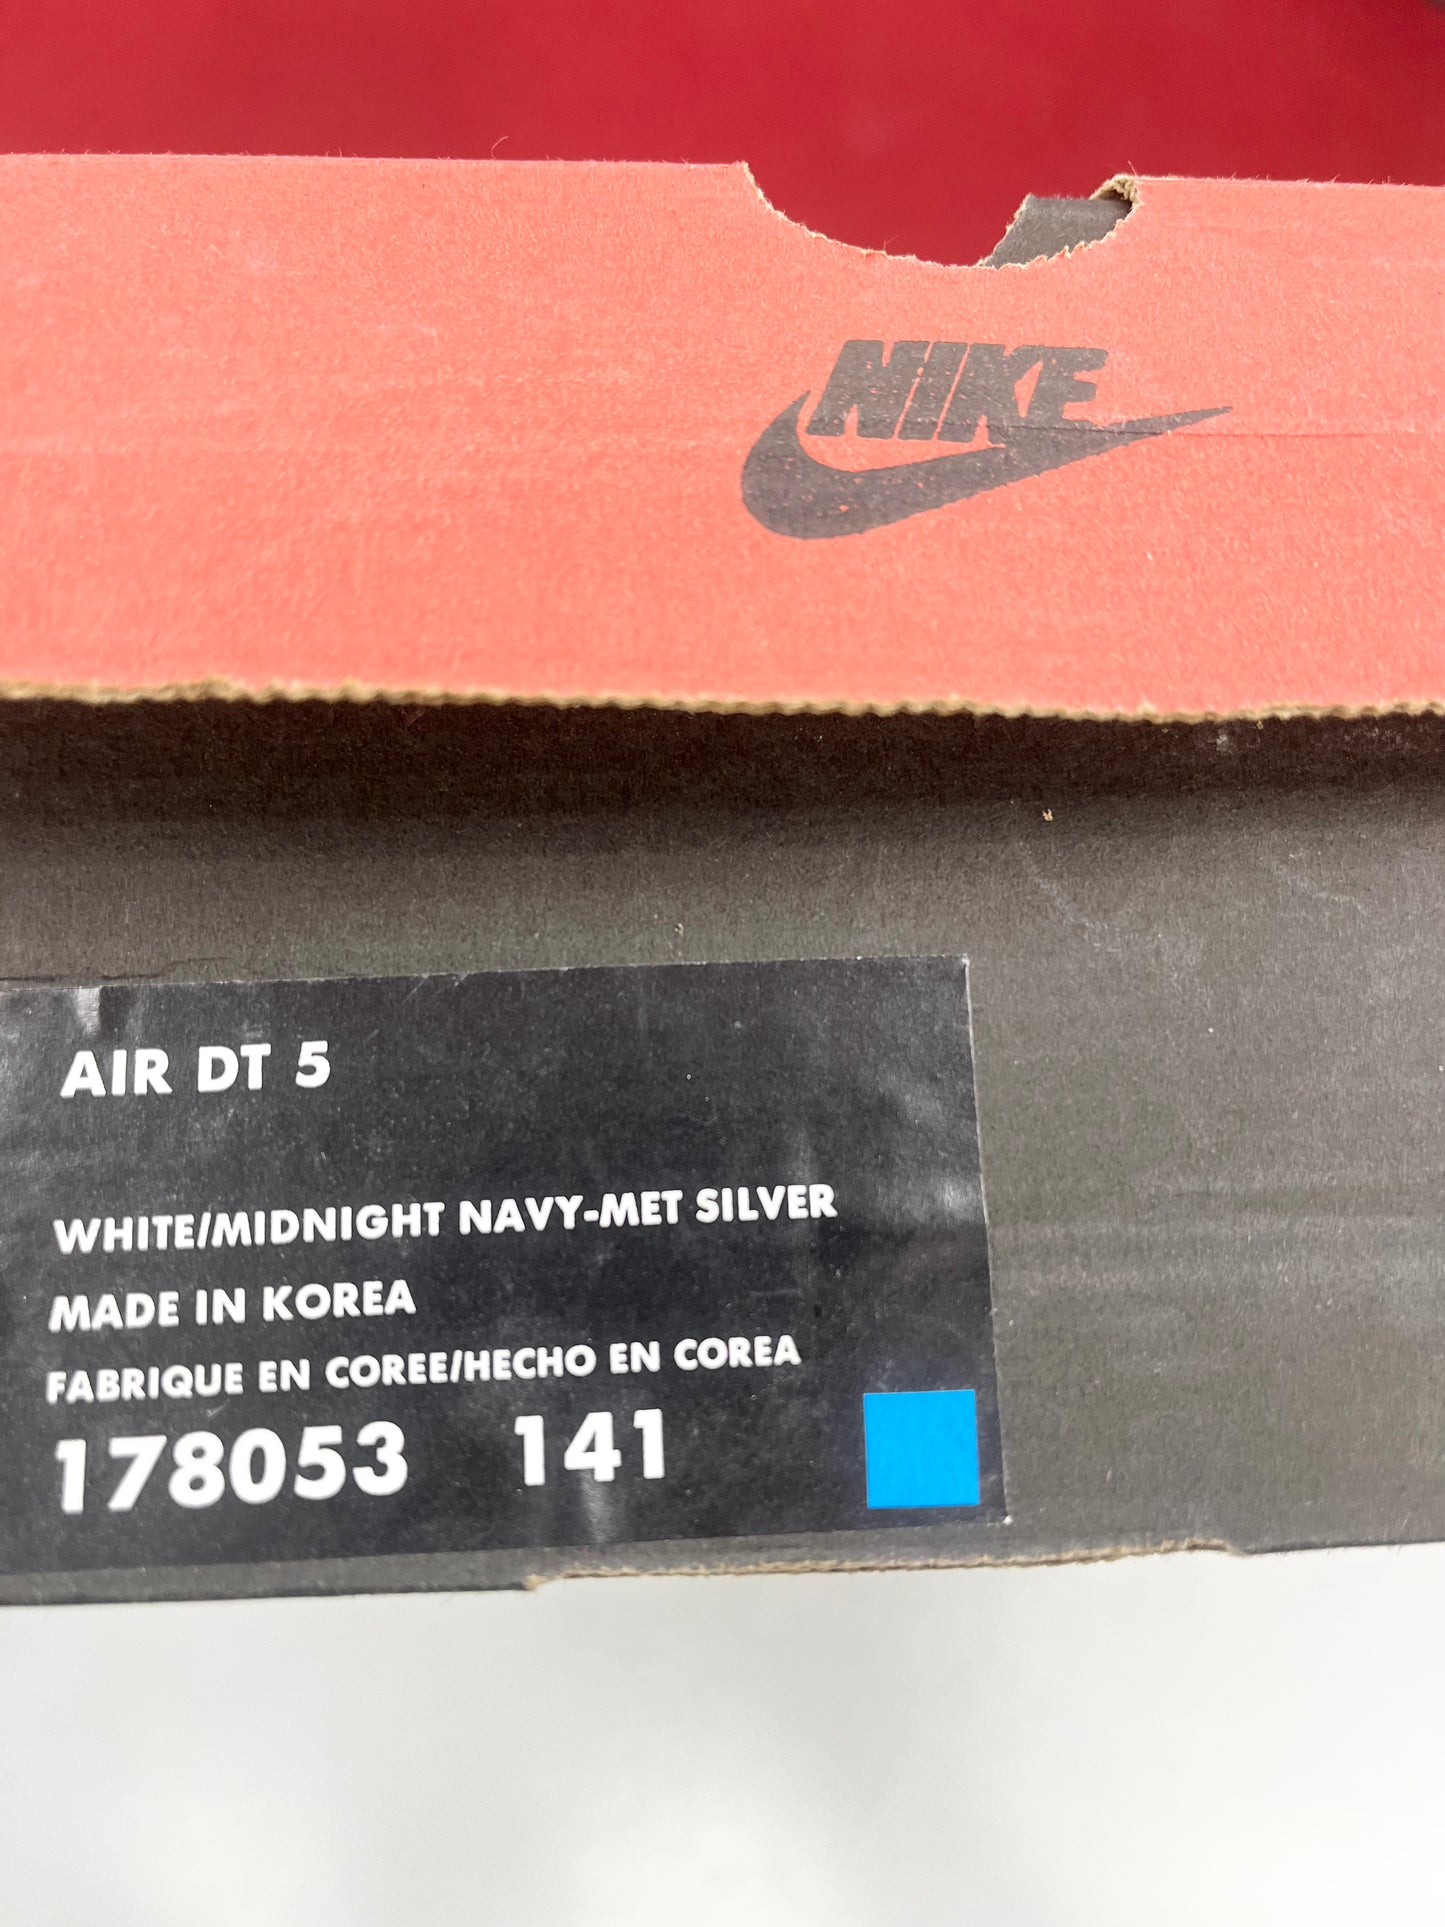 NIKE
AIR DT 5
WHITE/MIDNIGHT NAVY-MET SILVER
MADE IN KOREA
FABRIQUE EN COREE/HECHO EN COREA
178053 141